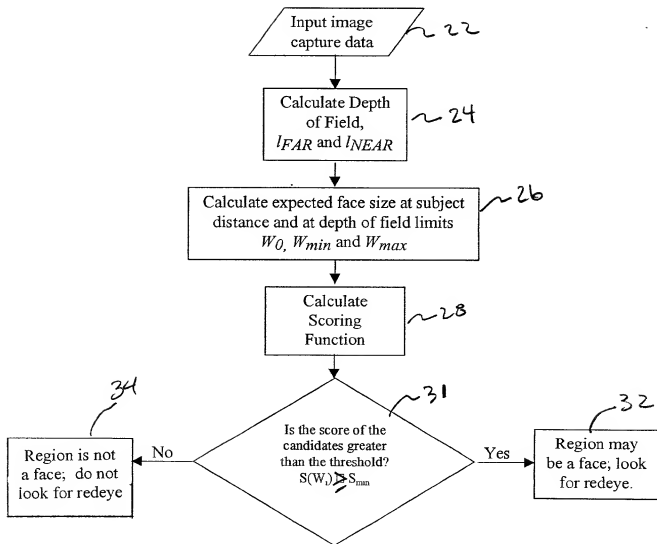 Input image
capture data
22
Calculate Depth
of Field,
lFAR and lNEAR
24
Calculate expected face size at subject
distance and at depth of field limits
W0, Wmin and Wmax
26
Calculate
Scoring
Function
28
Is the score of the
candidates greater
than the threshold?
S(Wi) ≥ Smin
31
No
Region is not
a face; do not
look for redeye
34
Yes
Region may
be a face; look
for redeye.
32